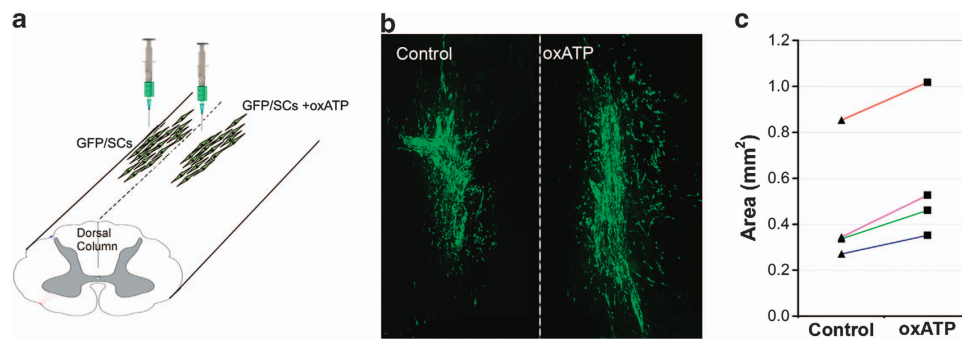 a
GFP/SCs +oxATP
GFP/SCs
Dorsal
Column
b
Control
oxATP
c
1.2
1.0
0.8
0.6
0.4
0.2
0.0
Area (mm²)
Control
oxATP